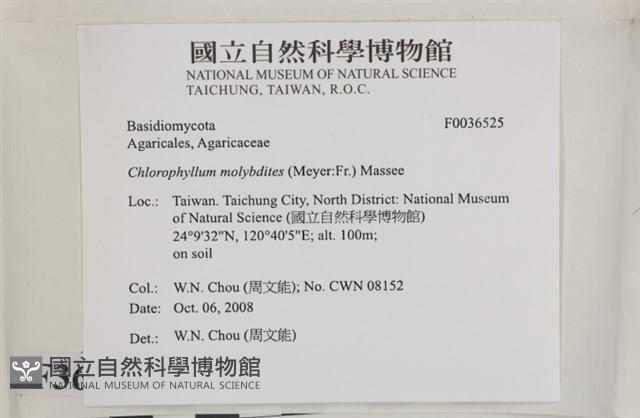 國立自然科學博物館
NATIONAL MUSEUM OF NATURAL SCIENCE
TAICHUNG, TAIWAN, R.O.C.
Basidiomycota F0036525
Agaricales, Agaricaceae
Chlorophyllum molybdites (Meyer:Fr.) Massee
Loc.: Taiwan. Taichung City, North District: National Museum
of Natural Science (國立自然科學博物館)
24°9'32"N, 120°40'5"E; alt. 100m;
on soil
Col.: W.N. Chou (周文能); No. CWN 08152
Date: Oct. 06, 2008
Det.: W.N. Chou (周文能)
國立自然科學博物館
NATIONAL MUSEUM OF NATURAL SCIENCE